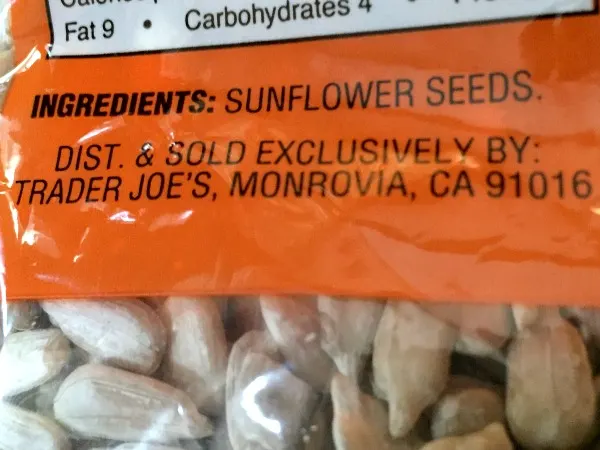 Fat 9 • Carbohydrates 4
INGREDIENTS: SUNFLOWER SEEDS.
DIST. & SOLD EXCLUSIVELY BY:
TRADER JOE'S, MONROVIA, CA 91016